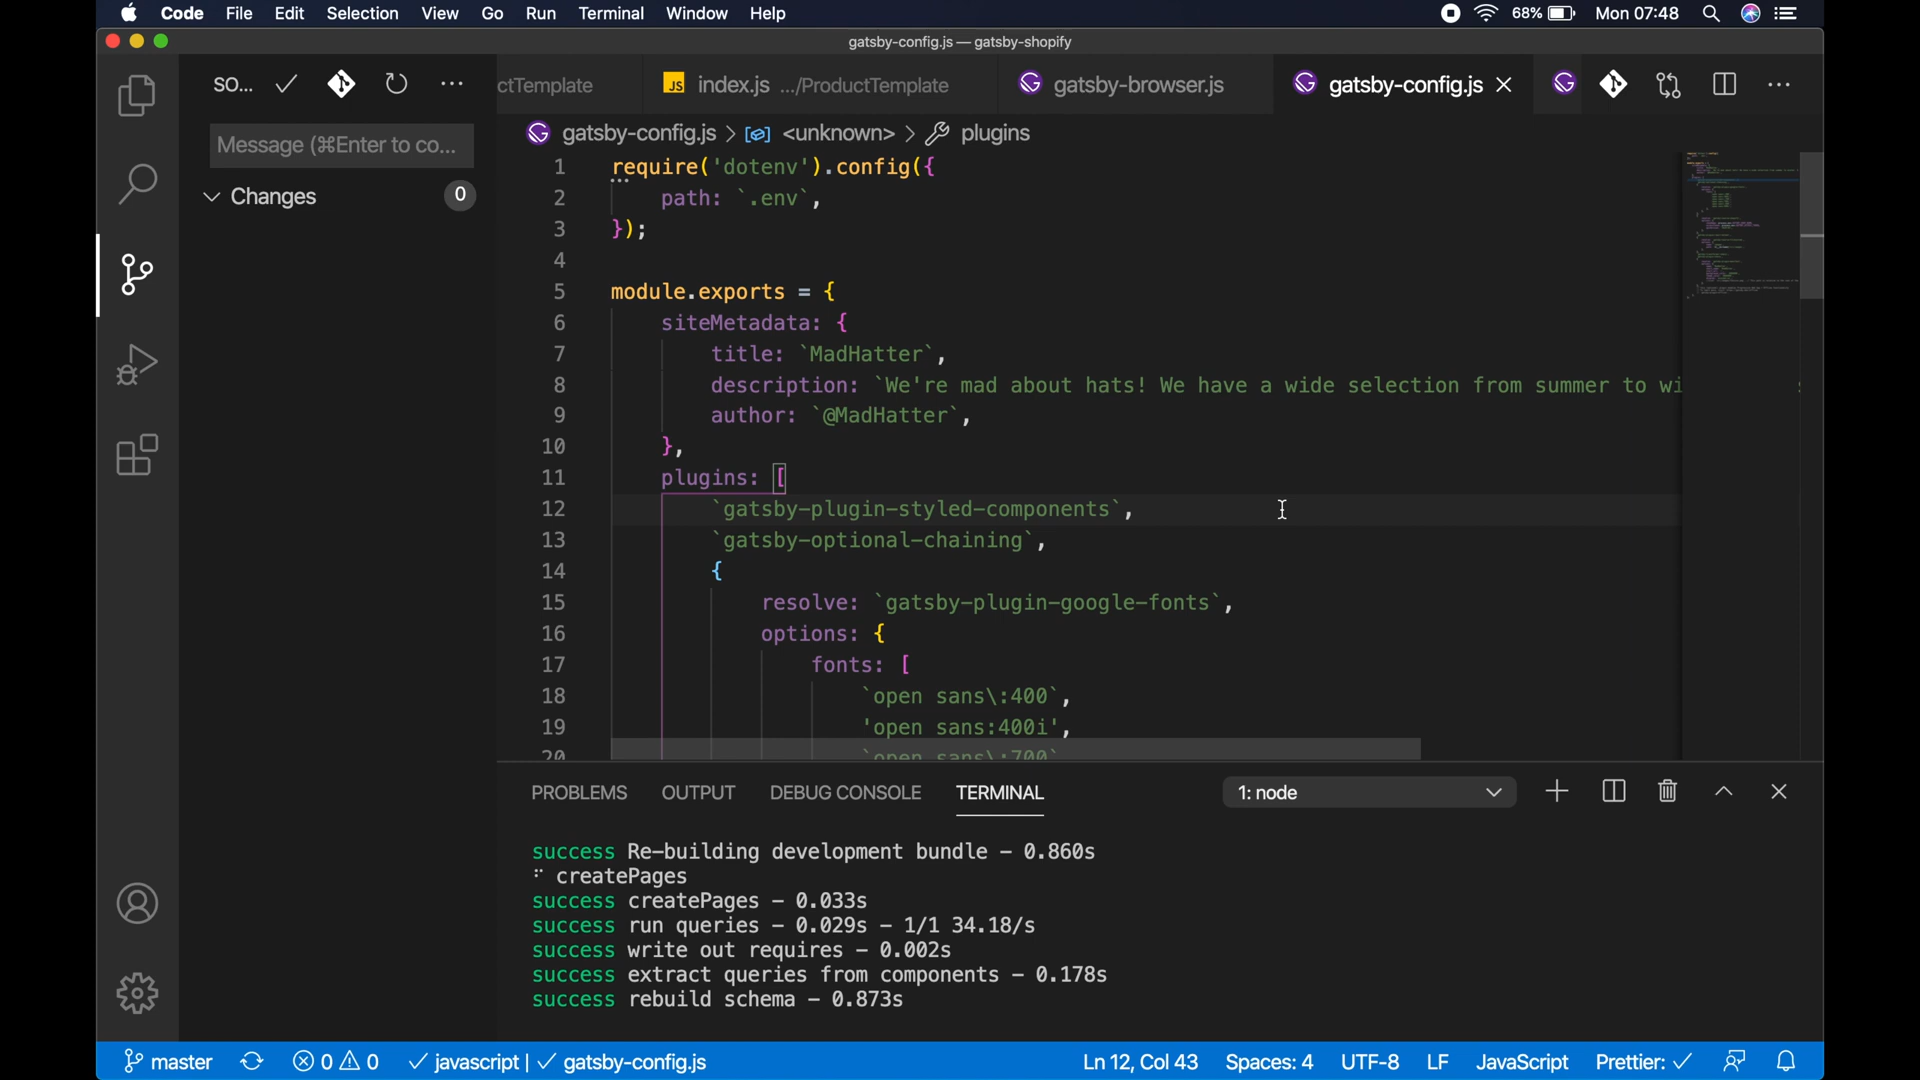 Code File Edit Selection View Go Run Terminal Window Help 68% Mon 07:48
gatsby-config.js — gatsby-shopify
SO...
ctTemplate JS index.js .../ProductTemplate gatsby-browser.js gatsby-config.js
Message (⌘Enter to co...
Changes 0
gatsby-config.js > <unknown> > plugins
1 require('dotenv').config({
2 path: `.env`,
3 });
4
5 module.exports = {
6 siteMetadata: {
7 title: `MadHatter`,
8 description: `We're mad about hats! We have a wide selection from summer to wi
9 author: `@MadHatter`,
10 },
11 plugins: [
12 `gatsby-plugin-styled-components`,
13 `gatsby-optional-chaining`,
14 {
15 resolve: `gatsby-plugin-google-fonts`,
16 options: {
17 fonts: [
18 `open sans\:400`,
19 'open sans:400i',
20 `open sans\:700`
PROBLEMS OUTPUT DEBUG CONSOLE TERMINAL 1: node
success Re-building development bundle - 0.860s
⠋ createPages
success createPages - 0.033s
success run queries - 0.029s - 1/1 34.18/s
success write out requires - 0.002s
success extract queries from components - 0.178s
success rebuild schema - 0.873s
master 0 0 javascript | gatsby-config.js Ln 12, Col 43 Spaces: 4 UTF-8 LF JavaScript Prettier: ✓